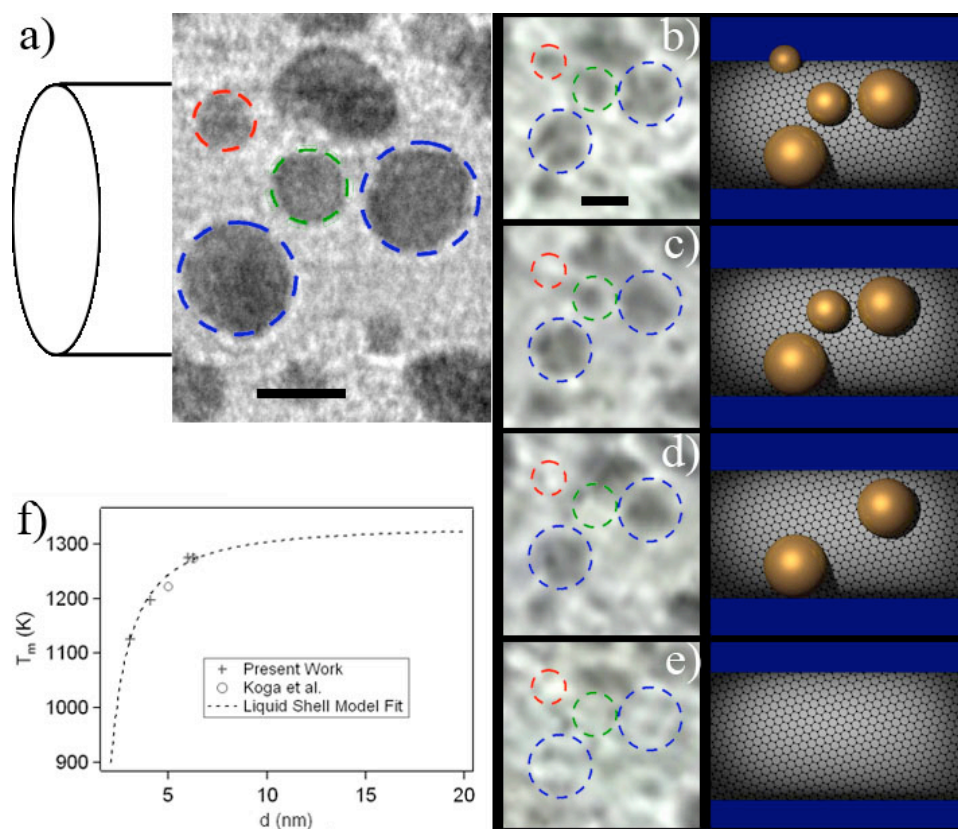 a)
b)
c)
d)
e)
f)
1300
1200
1100
1000
900
T_m (K)
+ Present Work
○ Koga et al.
----- Liquid Shell Model Fit
5
10
15
20
d (nm)